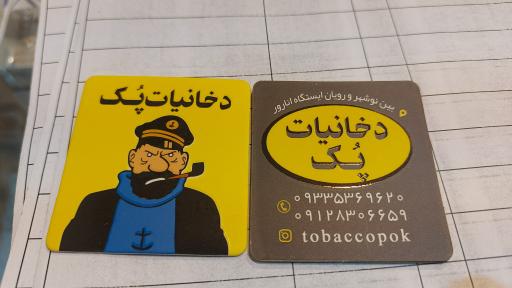 دخانیات پُک
بین نوشهر و رویان ایستگاه انارور
دخانیات
پُک
۰۹۳۳۵۳۶۹۶۲۰
۰۹۱۲۸۳۰۶۶۵۹
tobaccopok